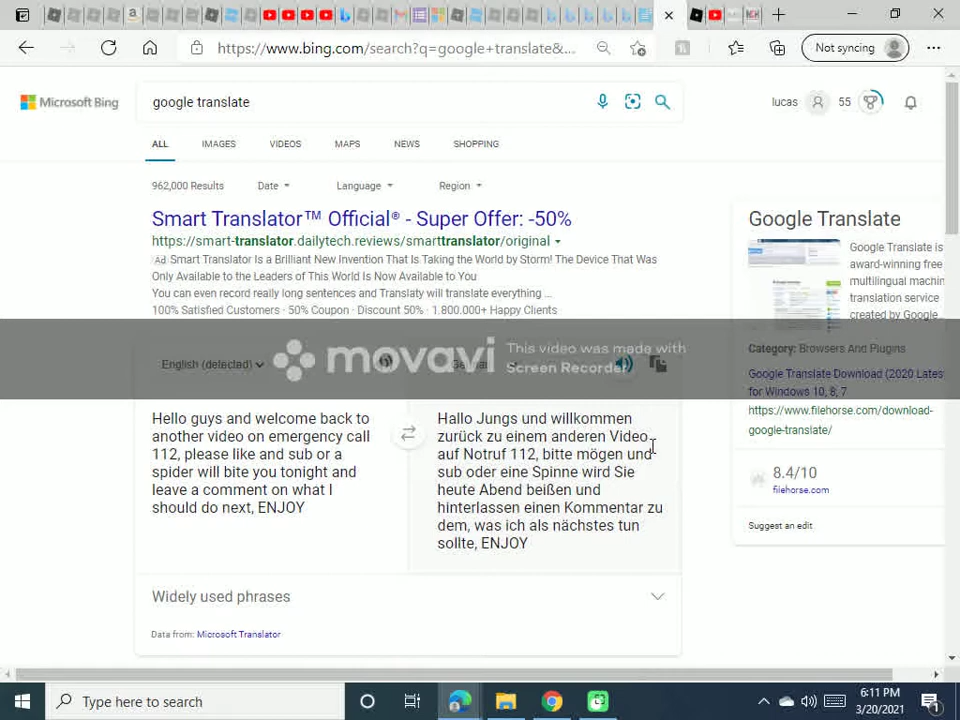 https://www.bing.com/search?q=google+translate&...
Not syncing
Microsoft Bing
google translate
lucas
55
ALL
IMAGES
VIDEOS
MAPS
NEWS
SHOPPING
962,000 Results
Date
Language
Region
Smart Translator™ Official® - Super Offer: -50%
https://smart-translator.dailytech.reviews/smarttranslator/original
Ad Smart Translator Is a Brilliant New Invention That Is Taking the World by Storm! The Device That Was
Only Available to the Leaders of This World Is Now Available to You
You can even record really long sentences and Translaty will translate everything ...
100% Satisfied Customers · 50% Coupon · Discount 50% · 1.800.000+ Happy Clients
Google Translate
Google Translate is
award-winning free
multilingual machin
translation service
created by Google
Category: Browsers And Plugins
Google Translate Download (2020 Lates
for Windows 10, 8, 7
https://www.filehorse.com/download-
google-translate/
8.4/10
filehorse.com
Suggest an edit
English (detected)
movavi
This video was made with
Screen Recorder
Hello guys and welcome back to
another video on emergency call
112, please like and sub or a
spider will bite you tonight and
leave a comment on what I
should do next, ENJOY
Hallo Jungs und willkommen
zurück zu einem anderen Video
auf Notruf 112, bitte mögen und
sub oder eine Spinne wird Sie
heute Abend beißen und
hinterlassen einen Kommentar zu
dem, was ich als nächstes tun
sollte, ENJOY
Widely used phrases
Data from: Microsoft Translator
Type here to search
6:11 PM
3/20/2021
1